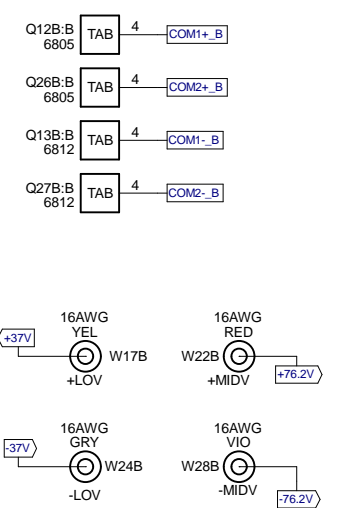 Q12B:B
6805
TAB
4
COM1+_B
Q26B:B
6805
TAB
4
COM2+_B
Q13B:B
6812
TAB
4
COM1-_B
Q27B:B
6812
TAB
4
COM2-_B
16AWG
YEL
+37V
W17B
+LOV
16AWG
RED
W22B
+MIDV
+76.2V
16AWG
GRY
-37V
W24B
-LOV
16AWG
VIO
W28B
-MIDV
-76.2V